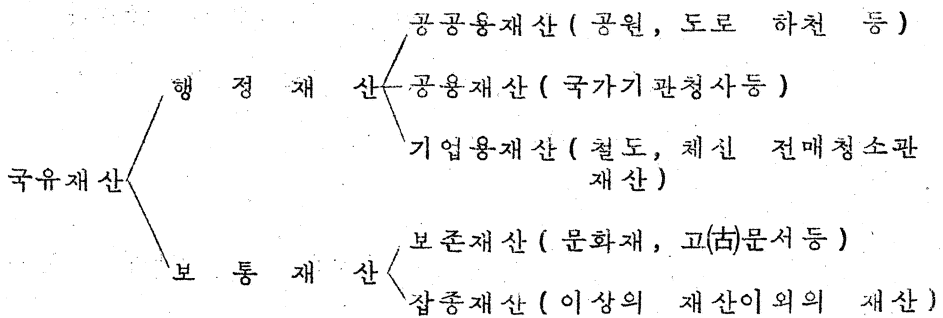 공공용재산 ( 공원, 도로 하천 등 )
행 정 재 산
공용재산 ( 국가기관청사등 )
기업용재산 ( 철도, 체신 전매청소관
재산 )
국유재산
보존재산 ( 문화재, 고(古)문서등 )
보 통 재 산
잡종재산 ( 이상의 재산이외의 재산 )